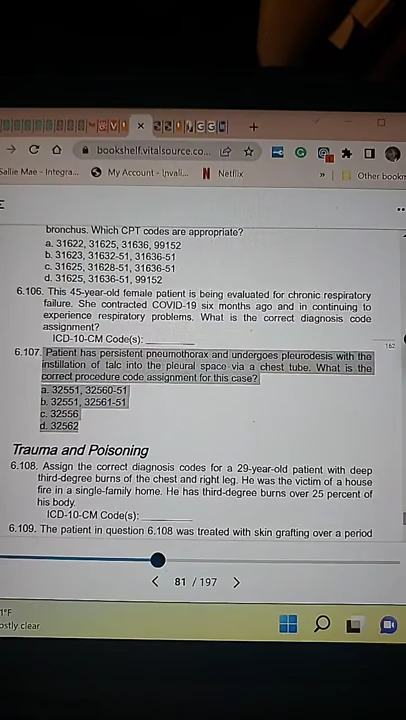 bookshelf.vitalsource.co...
Sallie Mae - Integra... My Account - Invali... Netflix » Other bookm
bronchus. Which CPT codes are appropriate?
a. 31622, 31625, 31636, 99152
b. 31623, 31632-51, 31636-51
c. 31625, 31628-51, 31636-51
d. 31625, 31636-51, 99152
6.106. This 45-year-old female patient is being evaluated for chronic respiratory
failure. She contracted COVID-19 six months ago and in continuing to
experience respiratory problems. What is the correct diagnosis code
assignment?
ICD-10-CM Code(s): ________
162
6.107. Patient has persistent pneumothorax and undergoes pleurodesis with the
instillation of talc into the pleural space via a chest tube. What is the
correct procedure code assignment for this case?
a. 32551, 32560-51
b. 32551, 32561-51
c. 32556
d. 32562
Trauma and Poisoning
6.108. Assign the correct diagnosis codes for a 29-year-old patient with deep
third-degree burns of the chest and right leg. He was the victim of a house
fire in a single-family home. He has third-degree burns over 25 percent of
his body.
ICD-10-CM Code(s): ________
6.109. The patient in question 6.108 was treated with skin grafting over a period
< 81 / 197 >
1°F
ostly clear